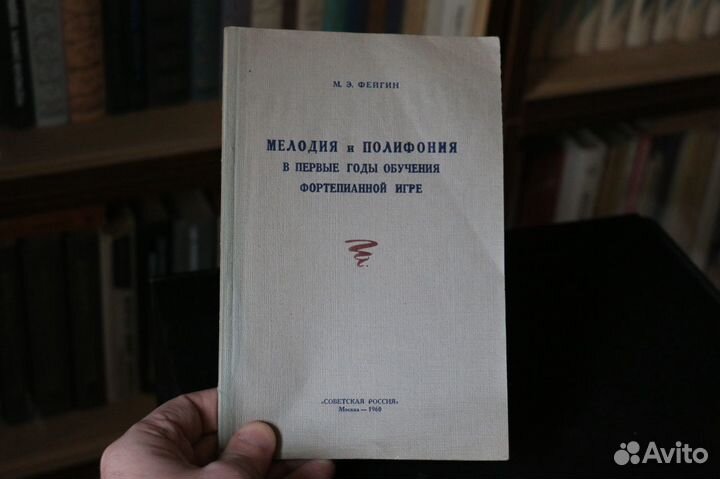 М. Э. ФЕЙГИН
МЕЛОДИЯ и ПОЛИФОНИЯ
В ПЕРВЫЕ ГОДЫ ОБУЧЕНИЯ
ФОРТЕПИАННОЙ ИГРЕ
«СОВЕТСКАЯ РОССИЯ»
Москва — 1960
Avito